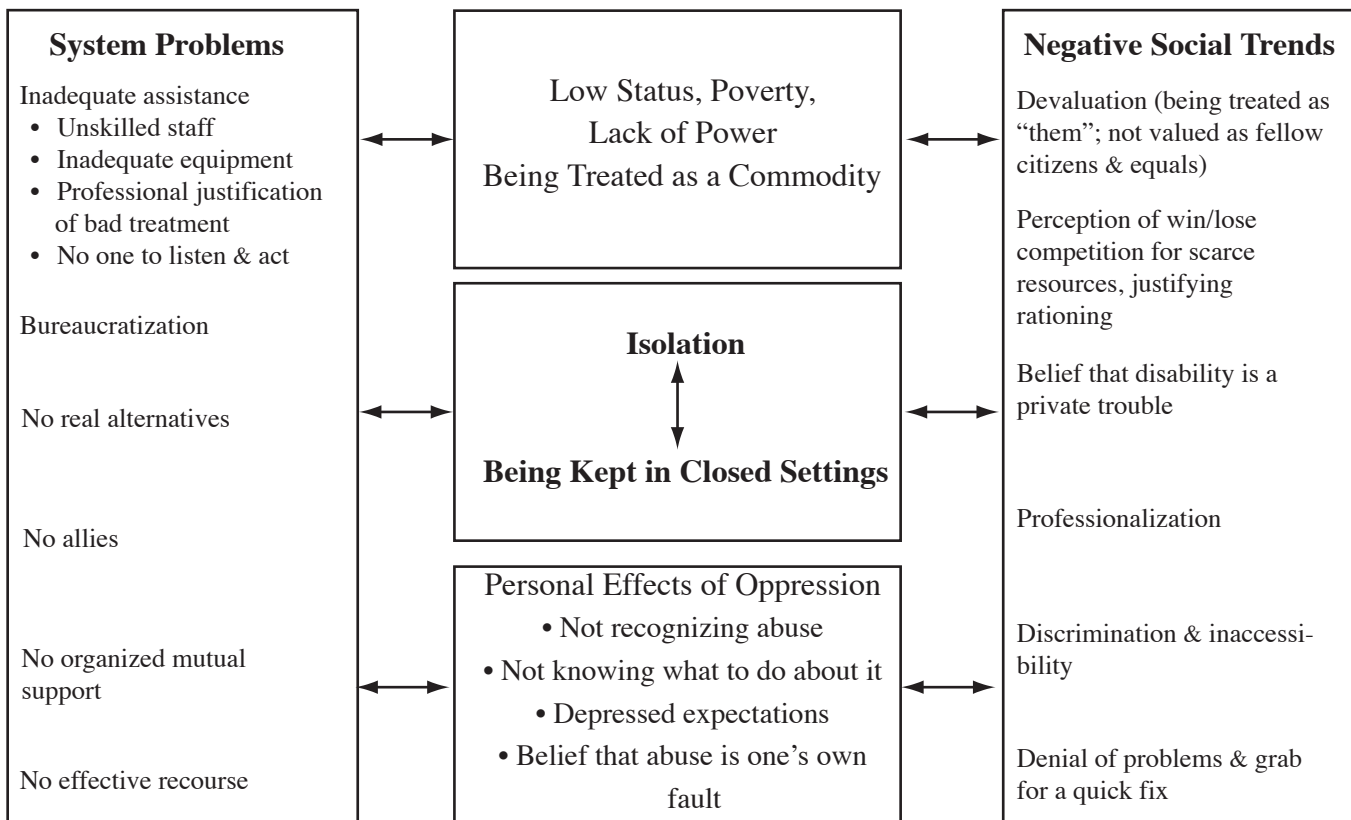 System Problems
Inadequate assistance
• Unskilled staff
• Inadequate equipment
• Professional justification
of bad treatment
• No one to listen & act
Bureaucratization
No real alternatives
No allies
No organized mutual
support
No effective recourse
Low Status, Poverty,
Lack of Power
Being Treated as a Commodity
Isolation
Being Kept in Closed Settings
Personal Effects of Oppression
• Not recognizing abuse
• Not knowing what to do about it
• Depressed expectations
• Belief that abuse is one’s own
fault
Negative Social Trends
Devaluation (being treated as
“them”; not valued as fellow
citizens & equals)
Perception of win/lose
competition for scarce
resources, justifying
rationing
Belief that disability is a
private trouble
Professionalization
Discrimination & inaccessi-
bility
Denial of problems & grab
for a quick fix